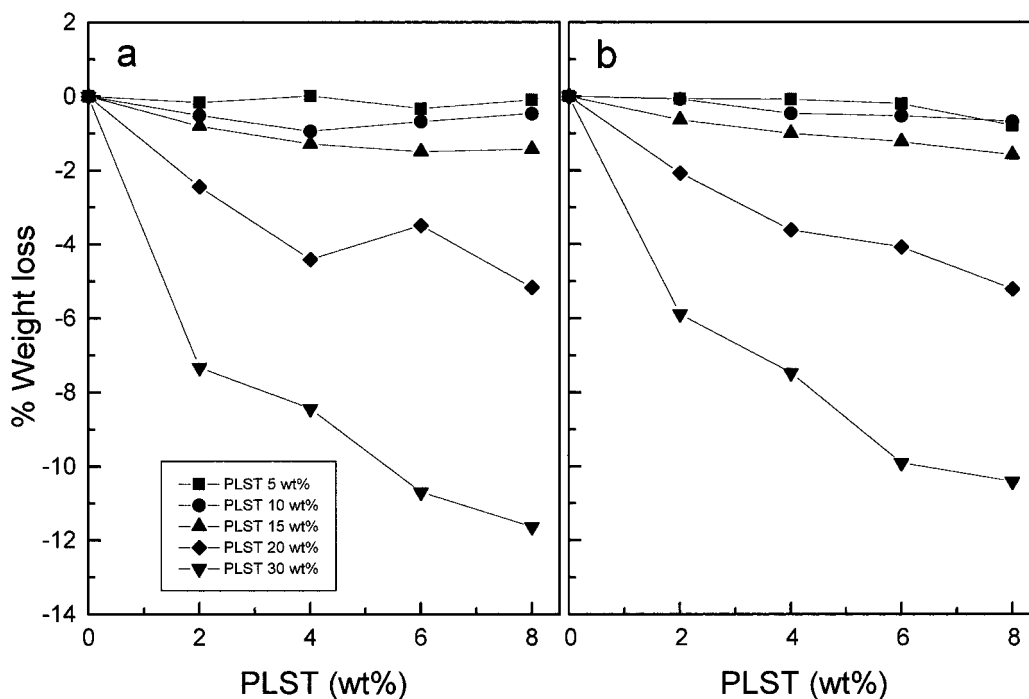 a
b
2
0
-2
-4
-6
-8
-10
-12
-14
% Weight loss
PLST 5 wt%
PLST 10 wt%
PLST 15 wt%
PLST 20 wt%
PLST 30 wt%
0 2 4 6 8 0 2 4 6 8
PLST (wt%) PLST (wt%)